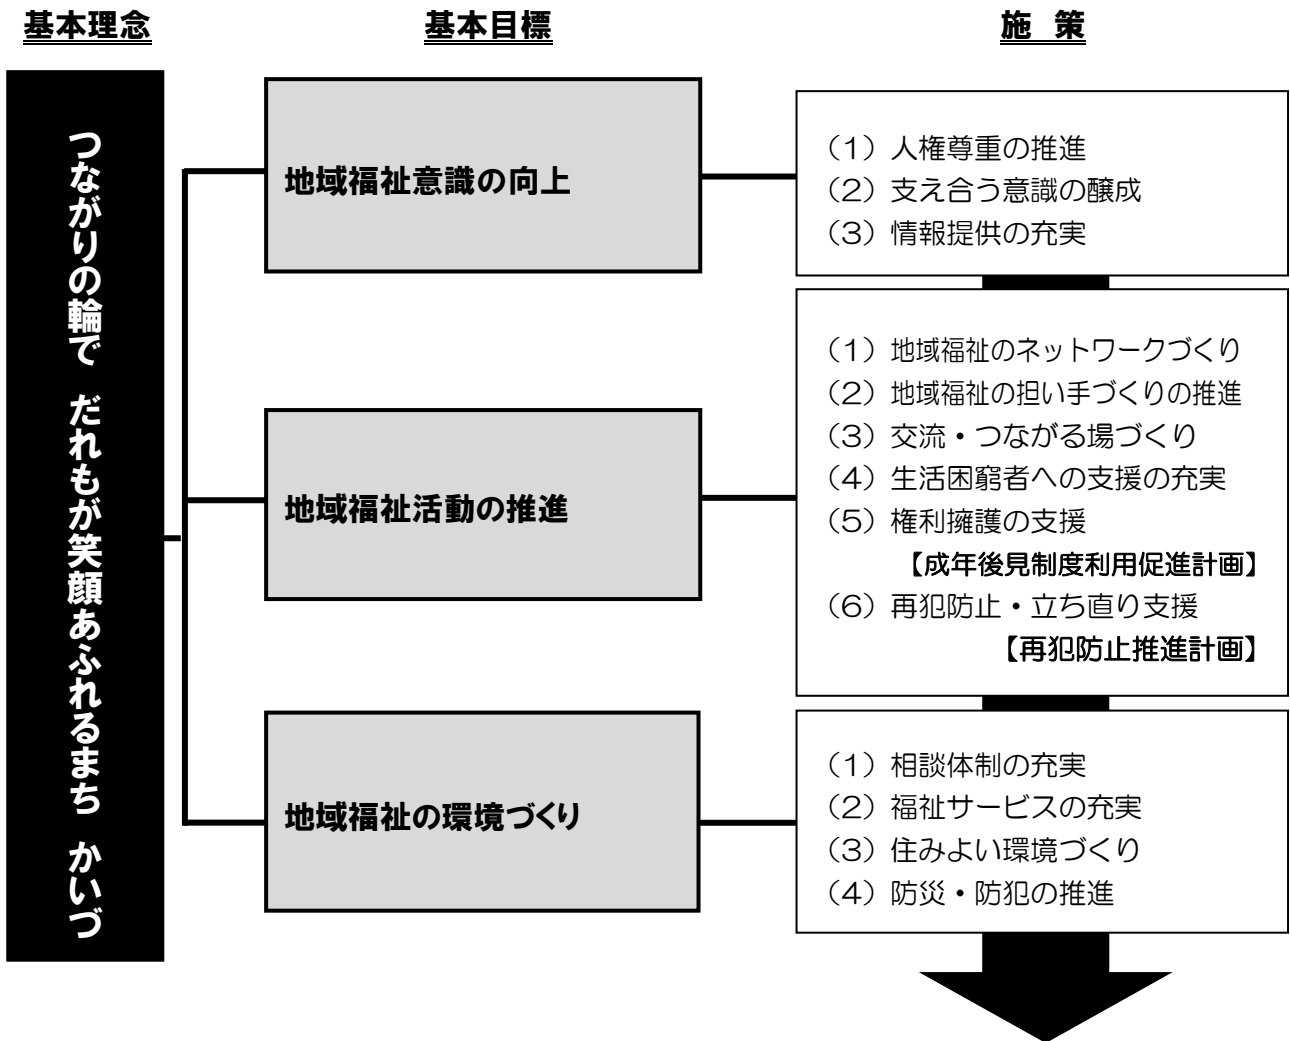 基本理念
基本目標
施 策
つながりの輪で だれもが笑顔あふれるまち かいづ
地域福祉意識の向上
（1）人権尊重の推進
（2）支え合う意識の醸成
（3）情報提供の充実
地域福祉活動の推進
（1）地域福祉のネットワークづくり
（2）地域福祉の担い手づくりの推進
（3）交流・つながる場づくり
（4）生活困窮者への支援の充実
（5）権利擁護の支援
【成年後見制度利用促進計画】
（6）再犯防止・立ち直り支援
【再犯防止推進計画】
地域福祉の環境づくり
（1）相談体制の充実
（2）福祉サービスの充実
（3）住みよい環境づくり
（4）防災・防犯の推進